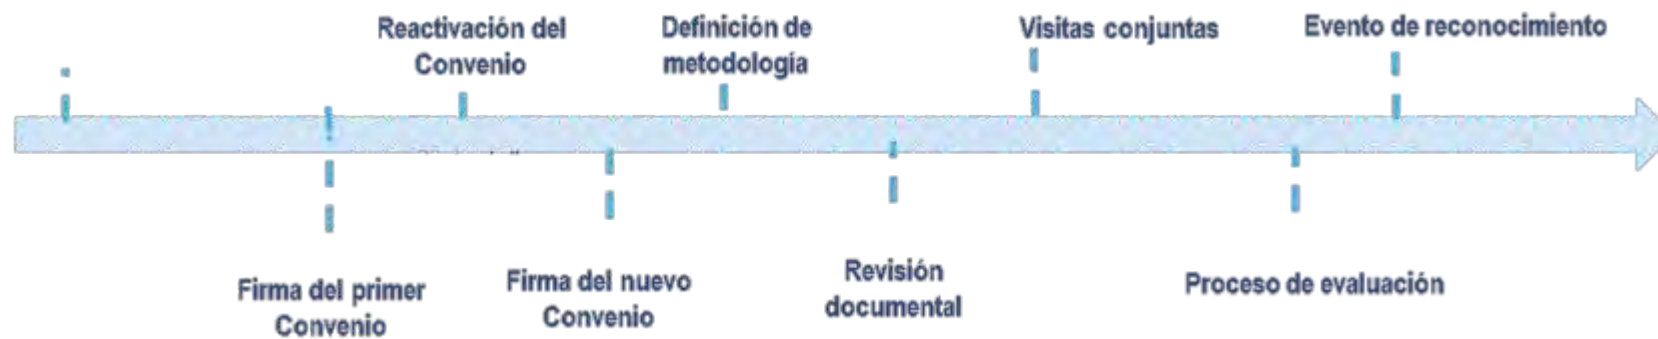 Reactivación del
Convenio
Definición de
metodología
Visitas conjuntas
Evento de reconocimiento
Firma del primer
Convenio
Firma del nuevo
Convenio
Revisión
documental
Proceso de evaluación